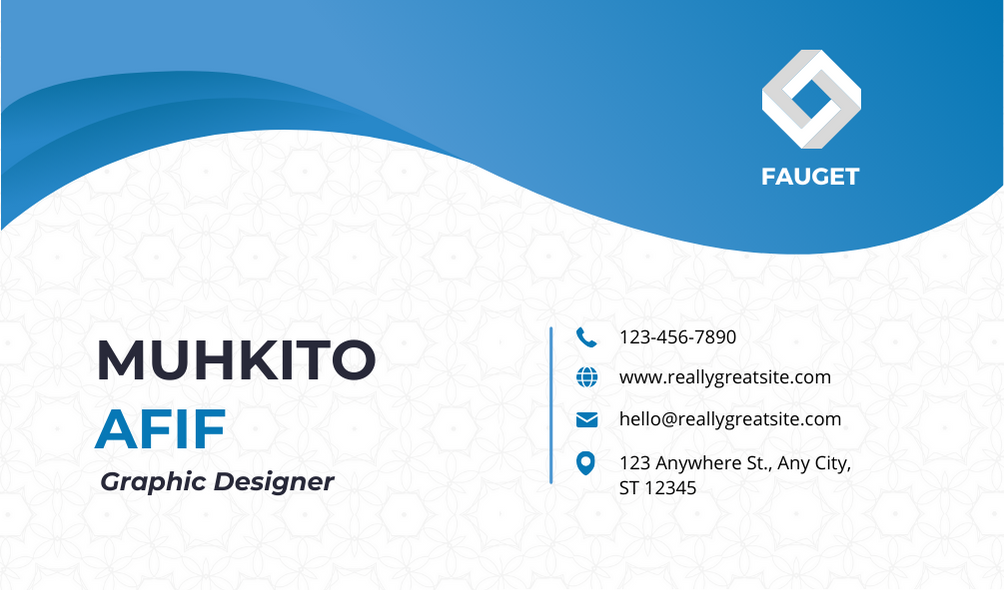 FAUGET
MUHKITO
AFIF
Graphic Designer
123-456-7890
www.reallygreatsite.com
hello@reallygreatsite.com
123 Anywhere St., Any City,
ST 12345